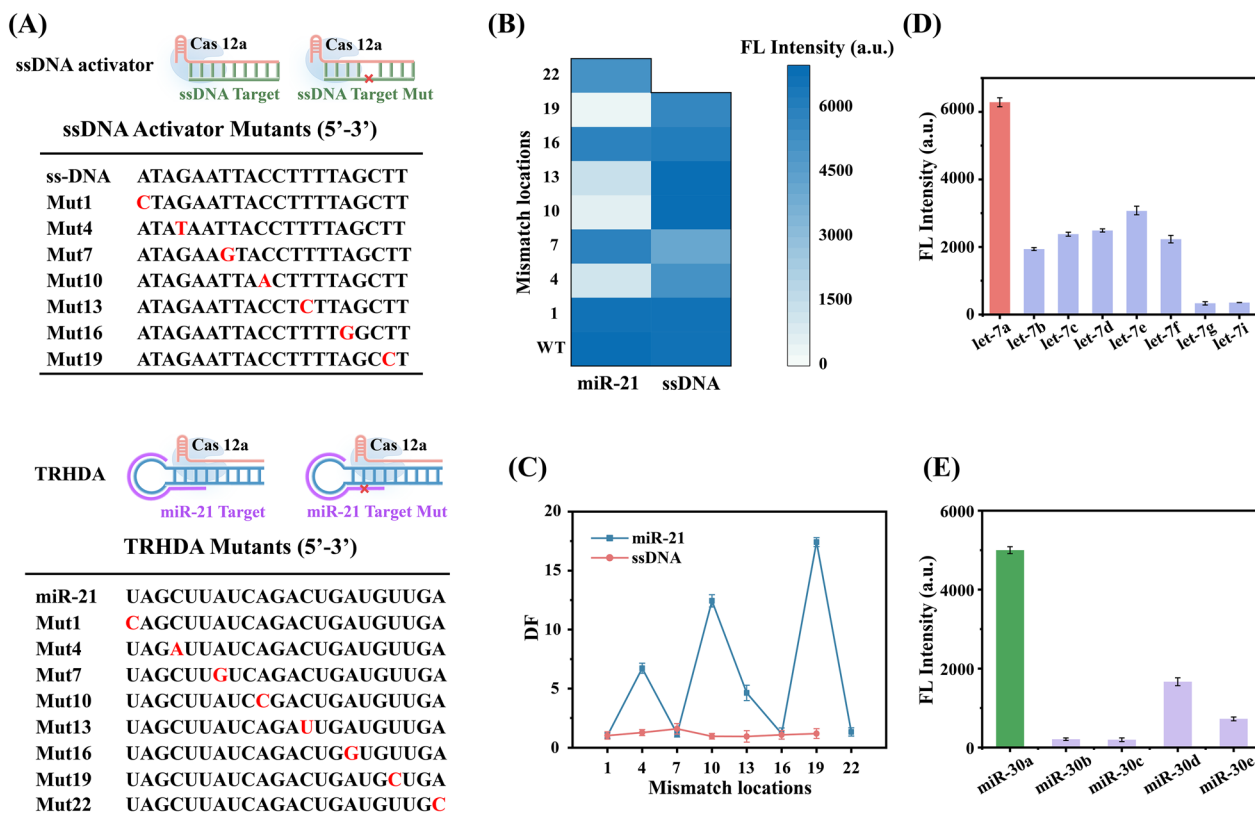 (A)
Cas 12a
Cas 12a
ssDNA activator
ssDNA Target
ssDNA Target Mut
ssDNA Activator Mutants (5’-3’)
ss-DNA ATAGAATTACCTTTTAGCTT
Mut1 CTAGAATTACCTTTTAGCTT
Mut4 ATATAATTACCTTTTAGCTT
Mut7 ATAGAAGTACCTTTTAGCTT
Mut10 ATAGAATTAACTTTTAGCTT
Mut13 ATAGAATTACCTCTTAGCTT
Mut16 ATAGAATTACCTTTTGGCTT
Mut19 ATAGAATTACCTTTTAGCCT
Cas 12a
Cas 12a
TRHDA
miR-21 Target
miR-21 Target Mut
TRHDA Mutants (5’-3’)
miR-21 UAGCUUAUCAGACUGAUGUUGA
Mut1 CAGCUUAUCAGACUGAUGUUGA
Mut4 UAGAUUAUCAGACUGAUGUUGA
Mut7 UAGCUUGUCAGACUGAUGUUGA
Mut10 UAGCUUAUCCGACUGAUGUUGA
Mut13 UAGCUUAUCAGAUUGAUGUUGA
Mut16 UAGCUUAUCAGACUGGUGUUGA
Mut19 UAGCUUAUCAGACUGAUGCUGA
Mut22 UAGCUUAUCAGACUGAUGUUGC
(B)
FL Intensity (a.u.)
Mismatch locations
22
19
16
13
10
7
4
1
WT
miR-21 ssDNA
6000
4500
3000
1500
0
(C)
DF
20
15
10
5
0
miR-21
ssDNA
1 4 7 10 13 16 19 22
Mismatch locations
(D)
FL Intensity (a.u.)
6000
4000
2000
0
let-7a let-7b let-7c let-7d let-7e let-7f let-7g let-7i
(E)
FL Intensity (a.u.)
6000
4000
2000
0
miR-30a miR-30b miR-30c miR-30d miR-30e